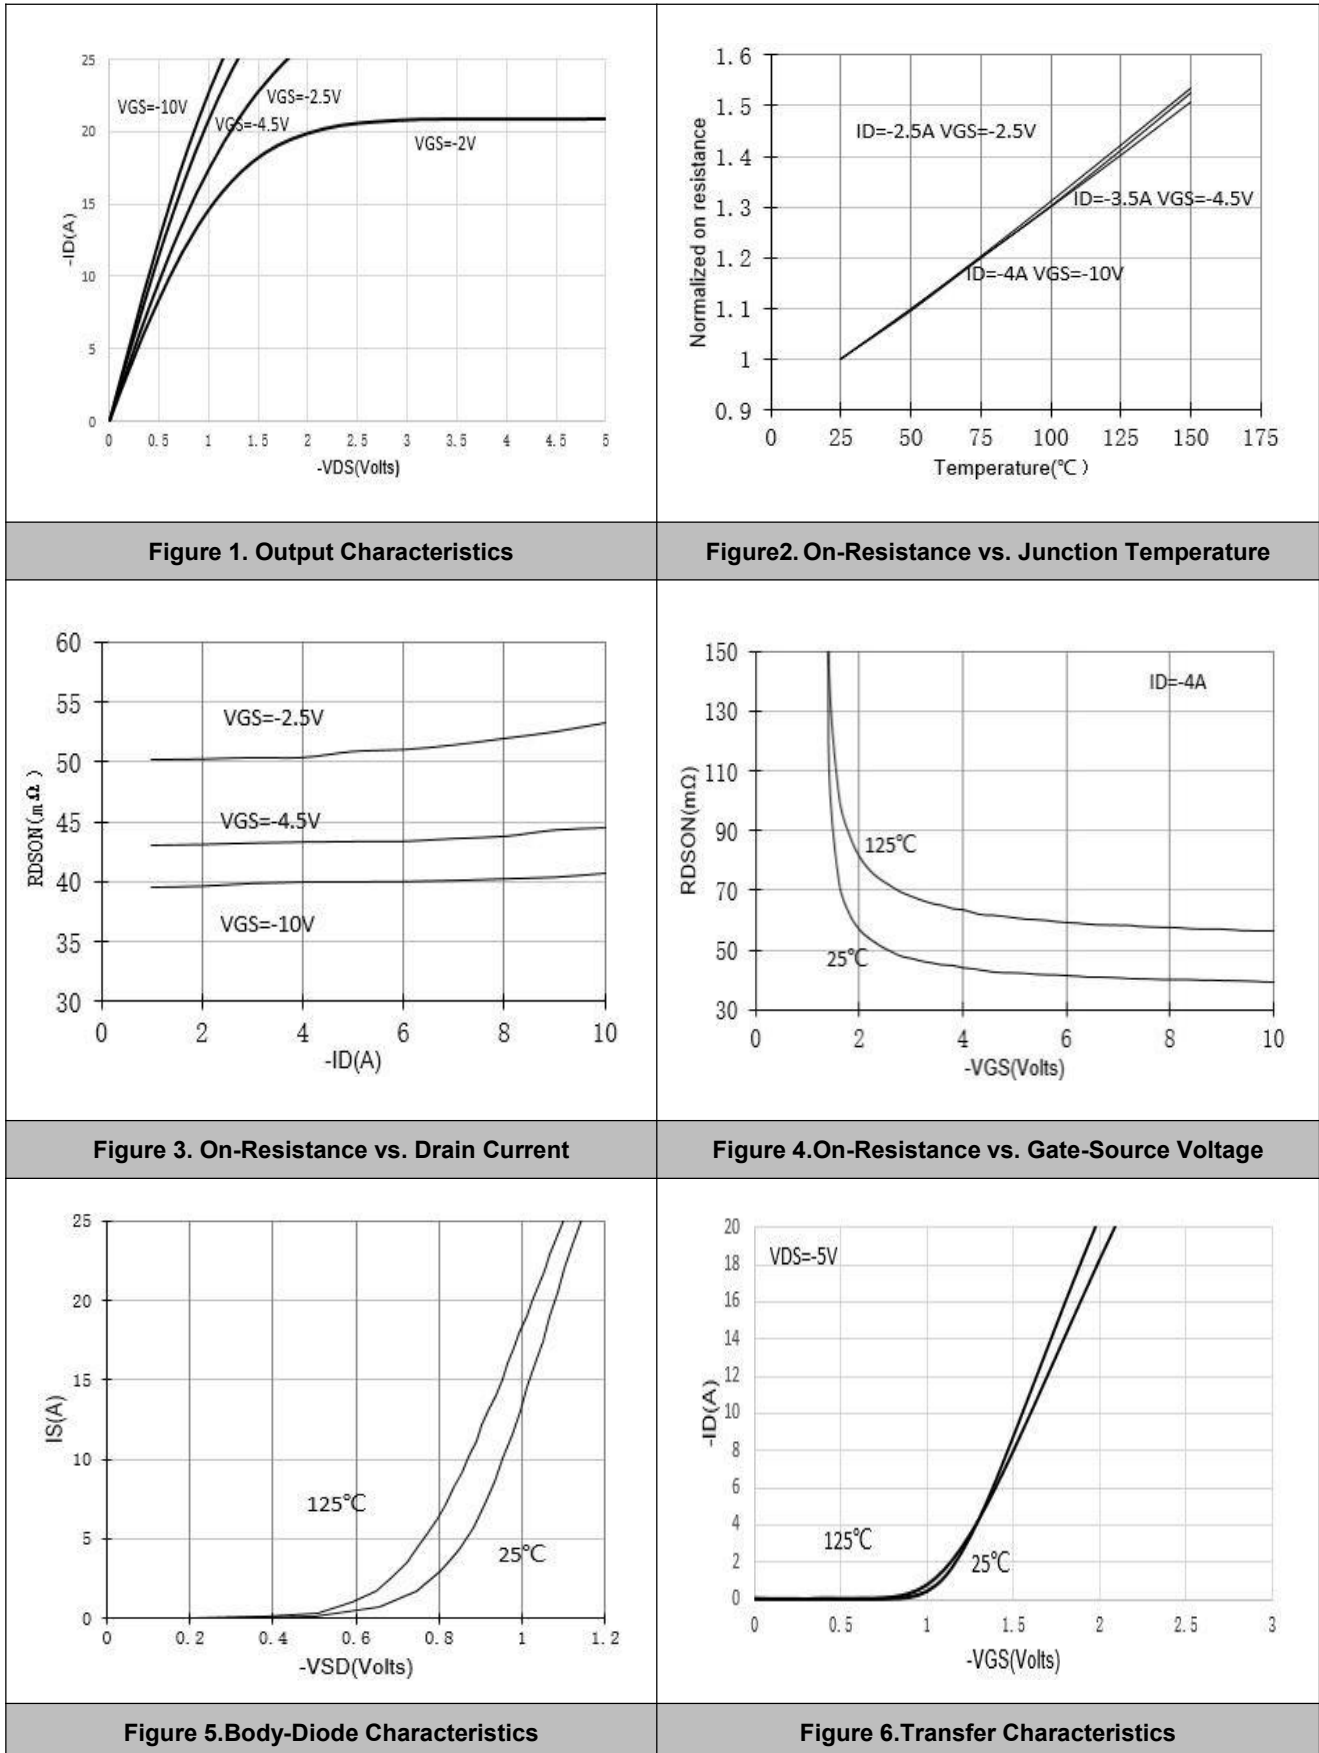 25
20
15
10
5
0
-ID(A)
VGS=-10V
VGS=-2.5V
VGS=-4.5V
VGS=-2V
0 0.5 1 1.5 2 2.5 3 3.5 4 4.5 5
-VDS(Volts)
Figure 1. Output Characteristics
1.6
1.5
1.4
1.3
1.2
1.1
1
0.9
Normalized on resistance
ID=-2.5A VGS=-2.5V
ID=-3.5A VGS=-4.5V
ID=-4A VGS=-10V
0 25 50 75 100 125 150 175
Temperature(℃)
Figure2. On-Resistance vs. Junction Temperature
60
55
50
45
40
35
30
RDSON(mΩ)
VGS=-2.5V
VGS=-4.5V
VGS=-10V
0 2 4 6 8 10
-ID(A)
Figure 3. On-Resistance vs. Drain Current
150
130
110
90
70
50
30
RDSON(mΩ)
ID=-4A
125℃
25℃
0 2 4 6 8 10
-VGS(Volts)
Figure 4.On-Resistance vs. Gate-Source Voltage
25
20
15
10
5
0
IS(A)
125℃
25℃
0 0.2 0.4 0.6 0.8 1 1.2
-VSD(Volts)
Figure 5.Body-Diode Characteristics
20
18
16
14
12
10
8
6
4
2
0
-ID(A)
VDS=-5V
125℃
25℃
0 0.5 1 1.5 2 2.5 3
-VGS(Volts)
Figure 6.Transfer Characteristics